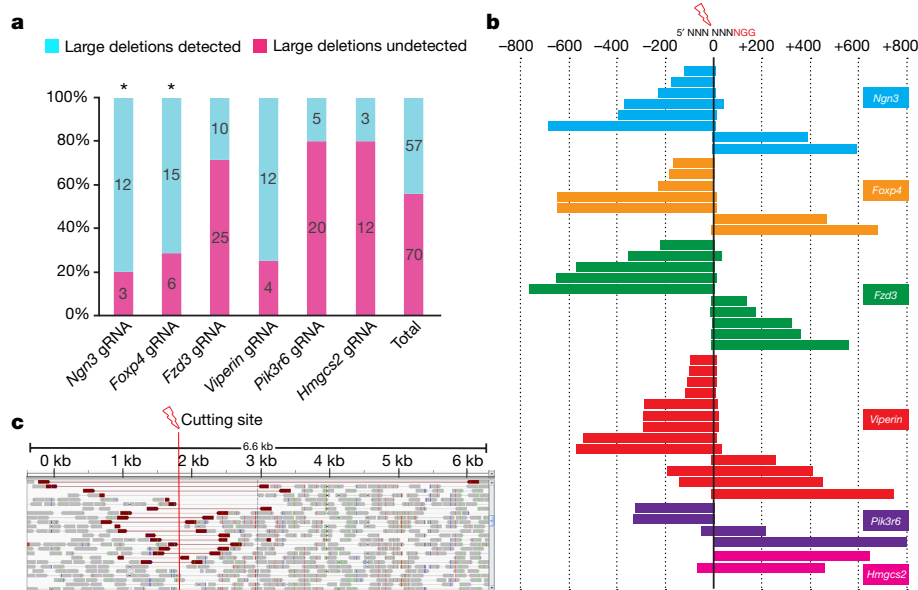 a
Large deletions detected
Large deletions undetected
100%
80%
60%
40%
20%
0%
*
*
12
15
10
12
5
3
57
3
6
25
4
20
12
70
Ngn3 gRNA
Foxp4 gRNA
Fzd3 gRNA
Viperin gRNA
Pik3r6 gRNA
Hmgcs2 gRNA
Total
b
5′ NNN NNNNGG
−800 −600 −400 −200 0 +200 +400 +600 +800
Ngn3
Foxp4
Fzd3
Viperin
Pik3r6
Hmgcs2
c
Cutting site
6.6 kb
0 kb 1 kb 2 kb 3 kb 4 kb 5 kb 6 kb